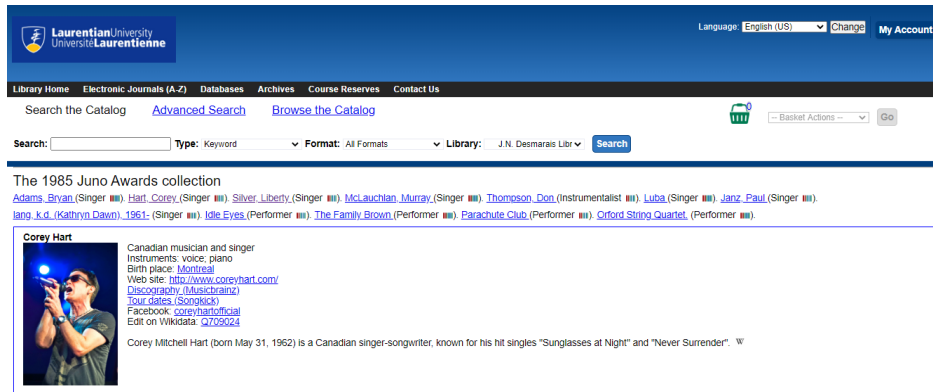 LaurentianUniversity
UniversitéLaurentienne
Language: English (US) Change My Account
Library Home Electronic Journals (A-Z) Databases Archives Course Reserves Contact Us
Search the Catalog Advanced Search Browse the Catalog 0 -- Basket Actions -- Go
Search: Type: Keyword Format: All Formats Library: J.N. Desmarais Libr Search
The 1985 Juno Awards collection
Adams, Bryan (Singer). Hart, Corey (Singer). Silver, Liberty (Singer). McLauchlan, Murray (Singer). Thompson, Don (Instrumentalist). Luba (Singer). Janz, Paul (Singer).
lang, k.d. (Kathryn Dawn), 1961- (Singer). Idle Eyes (Performer). The Family Brown (Performer). Parachute Club (Performer). Orford String Quartet. (Performer).
Corey Hart
Canadian musician and singer
Instruments: voice; piano
Birth place: Montreal
Web site: http://www.coreyhart.com/
Discography (Musicbrainz)
Tour dates (Songkick)
Facebook: coreyhartofficial
Edit on Wikidata: Q709024
Corey Mitchell Hart (born May 31, 1962) is a Canadian singer-songwriter, known for his hit singles "Sunglasses at Night" and "Never Surrender". W